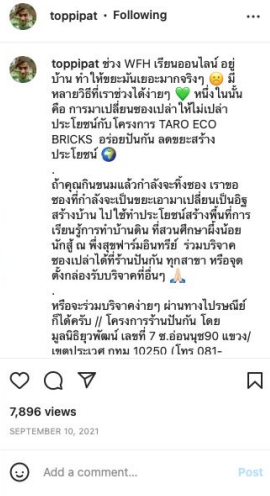 toppipat • Following
toppipat ช่วง WFH เรียนออนไลน์ อยู่
บ้าน ทำให้ขยะมันเยอะมากจริงๆ 😢 มี
หลายวิธีที่เราช่วยได้ง่ายๆ 💚 หนึ่งในนั้น
คือ การมาเปลี่ยนซองเปล่าให้ไม่เปล่า
ประโยชน์กับโครงการ TARO ECO
BRICKS อร่อยปันกัน ลดขยะสร้าง
ประโยชน์ 🌍
.
ถ้าคุณกินขนมแล้วกำลังจะทิ้งซอง เราขอ
ซองที่กำลังจะเป็นขยะเอามาเปลี่ยนเป็นอิฐ
สร้างบ้าน ไปใช้ทำประโยชน์สร้างพื้นที่การ
เรียนรู้การทำบ้านดิน ที่สวนศึกษาผึ้งน้อย
นักสู้ ณ พึ่งสุขฟาร์มอินทรีย์ ร่วมบริจาค
ซองเปล่าได้ที่ร้านปันกัน ทุกสาขา หรือจุด
ตั้งกล่องรับบริจาคที่อื่นๆ 🙏🏻
.
หรือจะร่วมบริจาคง่ายๆ ผ่านทางไปรษณีย์
ก็ได้ครับ // โครงการร้านปันกัน โดย
มูลนิธิยุวพัฒน์ เลขที่ 7 ซ.อ่อนนุช90 แขวง/
เขตประเวศ กทม 10250 (โทร 081-
7,896 views
SEPTEMBER 10, 2021
Add a comment...
Post